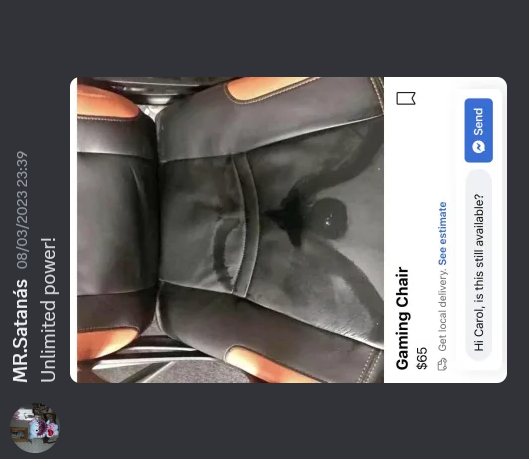 MR.Satanás 08/03/2023 23:39
Unlimited power!
Gaming Chair
$65
Get local delivery. See estimate
Hi Carol, is this still available?
Send